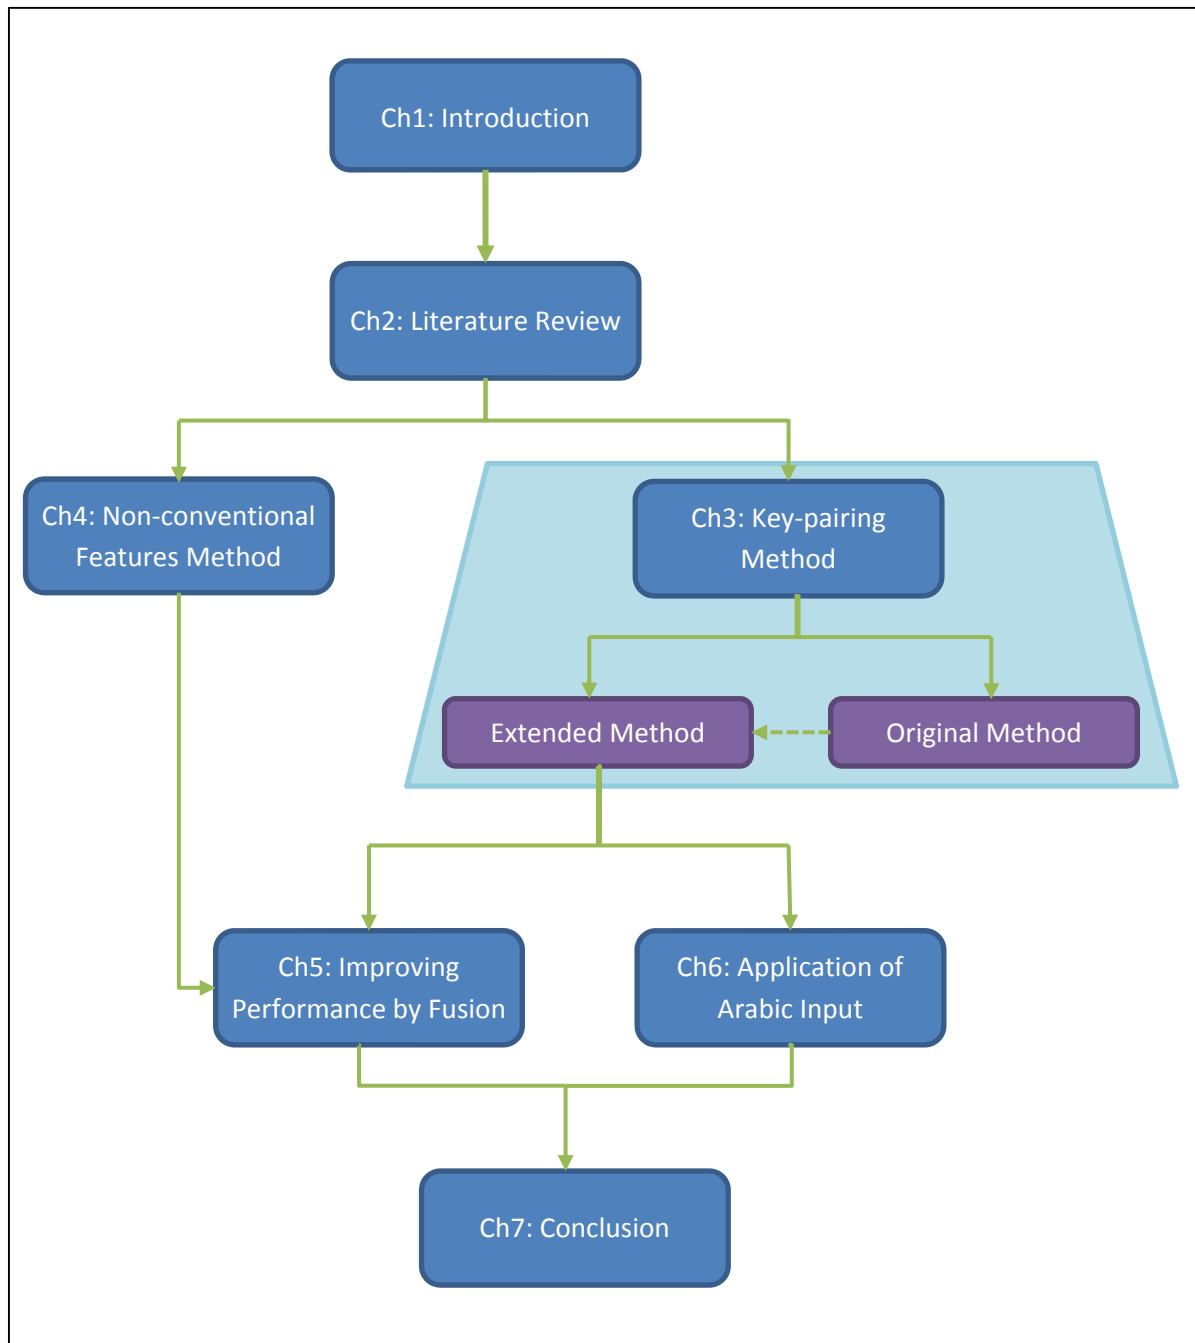 Ch1: Introduction
Ch2: Literature Review
Ch4: Non-conventional
Features Method
Ch3: Key-pairing
Method
Extended Method
Original Method
Ch5: Improving
Performance by Fusion
Ch6: Application of
Arabic Input
Ch7: Conclusion